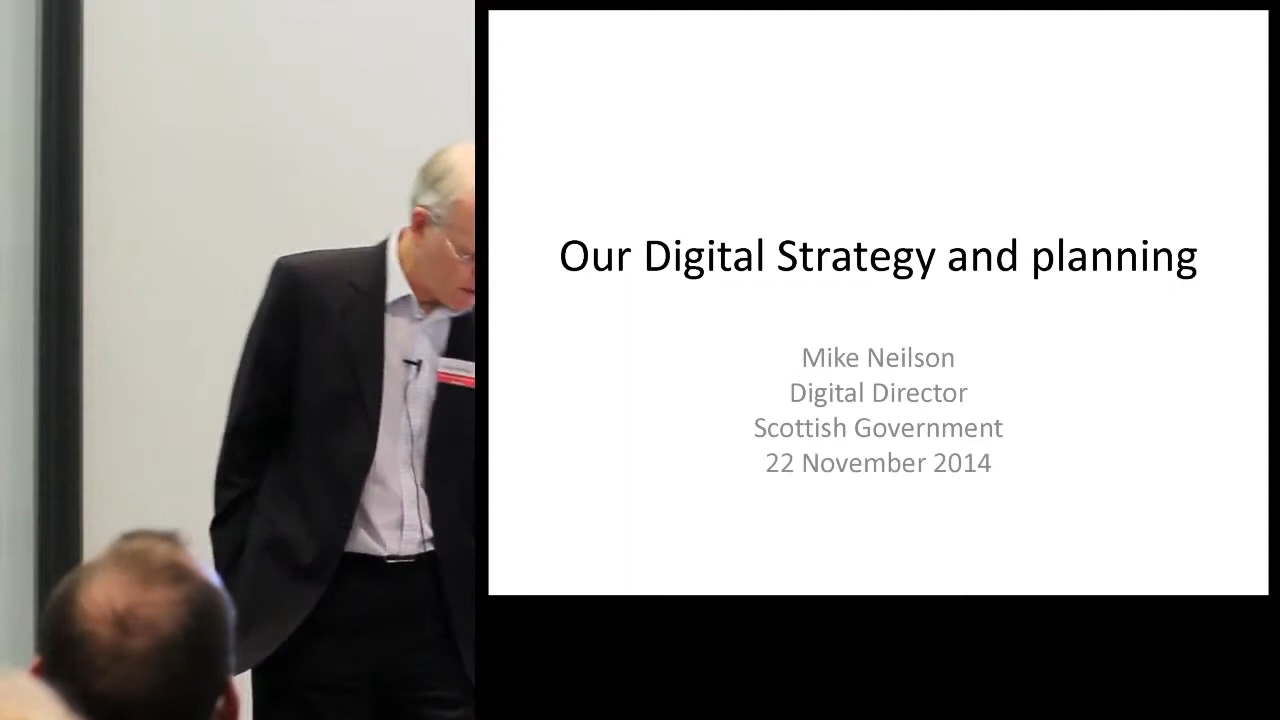 Our Digital Strategy and planning
Mike Neilson
Digital Director
Scottish Government
22 November 2014